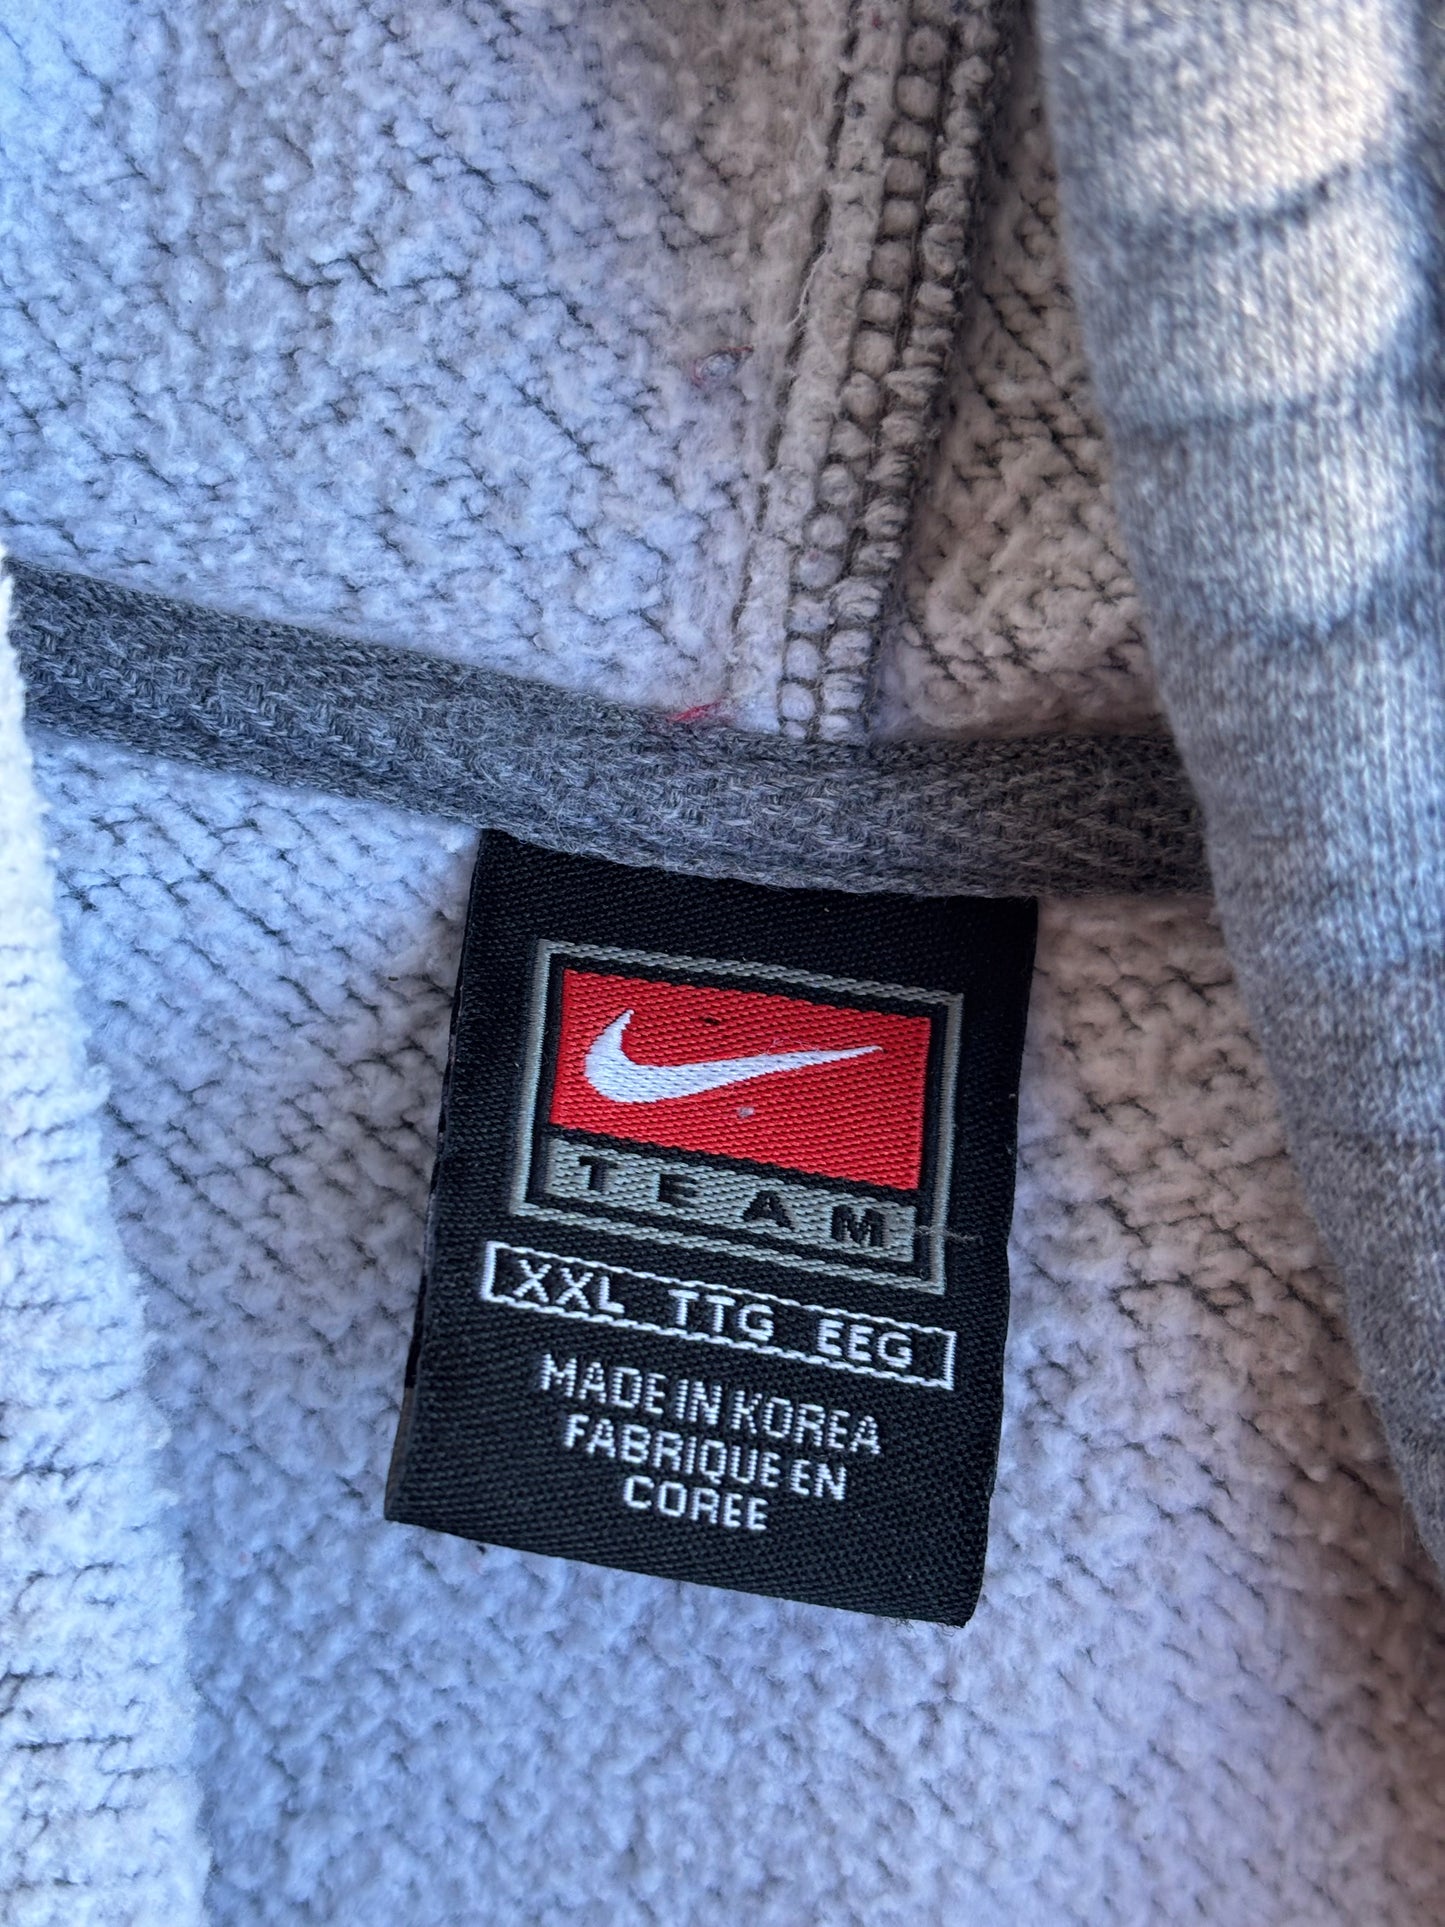 TEAM
XXL TTG EEG
MADE IN KOREA
FABRIQUE EN
COREE